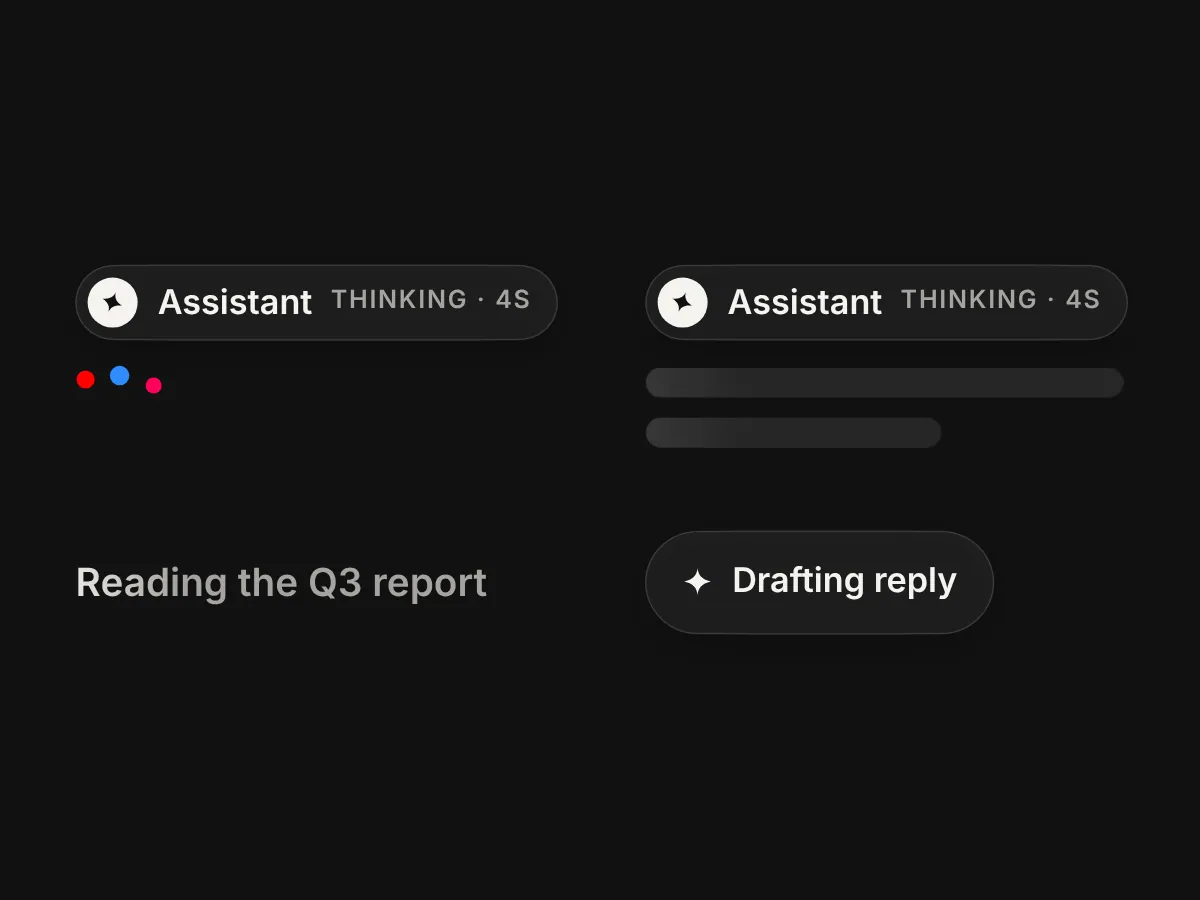 Assistant THINKING · 4S
Assistant THINKING · 4S
Reading the Q3 report
Drafting reply